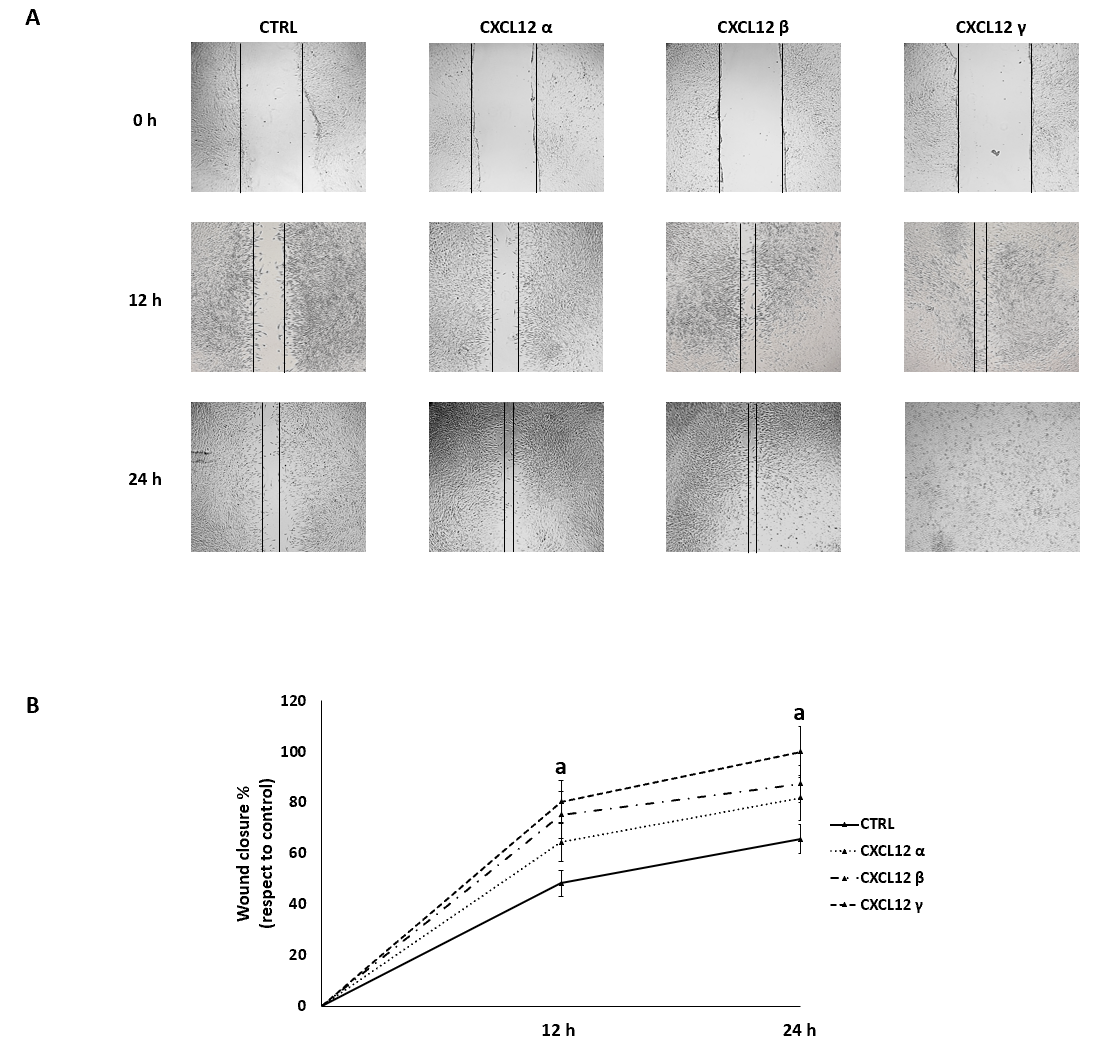 A
CTRL CXCL12 α CXCL12 β CXCL12 γ
0 h
12 h
24 h
B
120
100
80
60
40
20
0
Wound closure %
(respect to control)
a
a
12 h 24 h
CTRL
CXCL12 α
CXCL12 β
CXCL12 γ